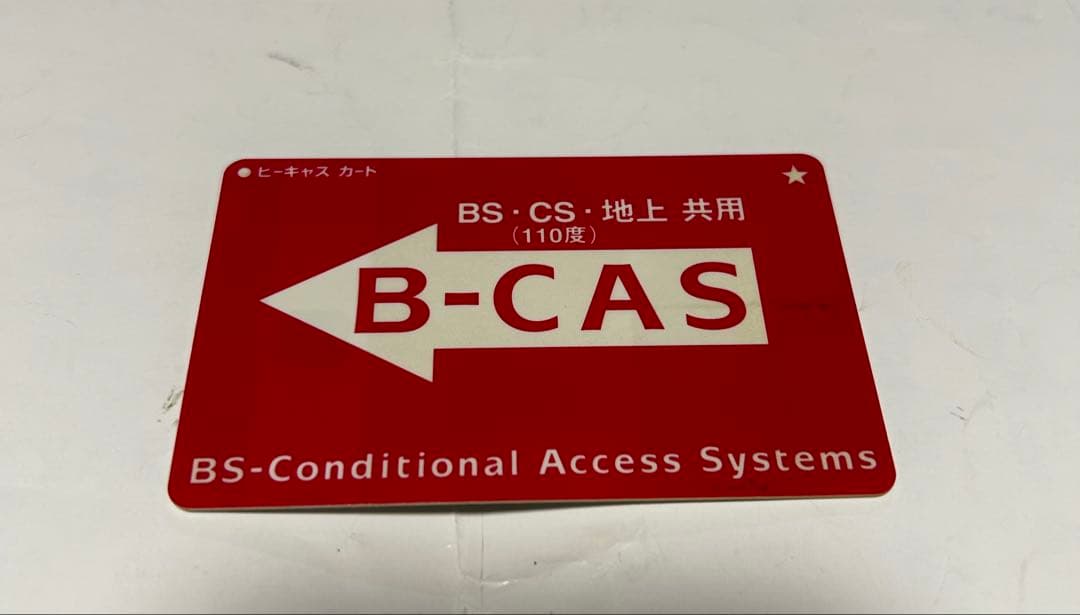 ビーキャス カード
BS・CS・地上 共用
（110度）
B-CAS
BS-Conditional Access Systems